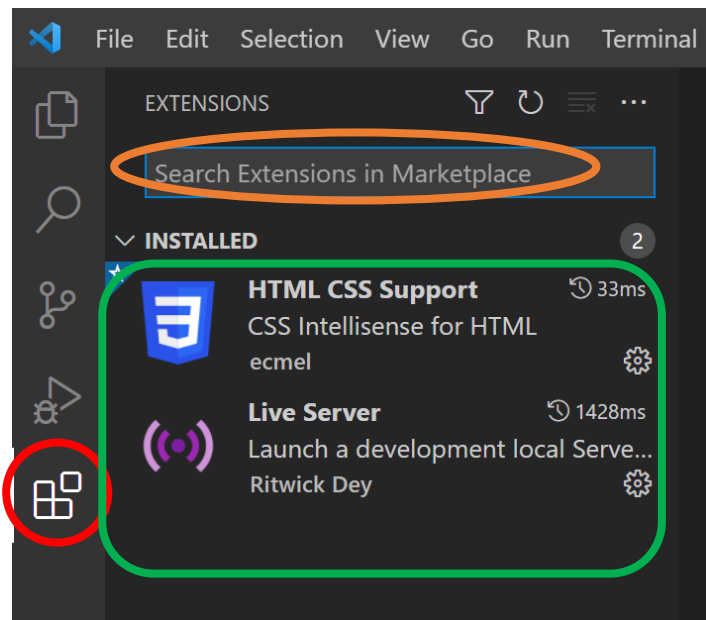 File Edit Selection View Go Run Terminal
EXTENSIONS
Search Extensions in Marketplace
INSTALLED 2
HTML CSS Support 33ms
CSS Intellisense for HTML
ecmel
Live Server 1428ms
Launch a development local Serve...
Ritwick Dey